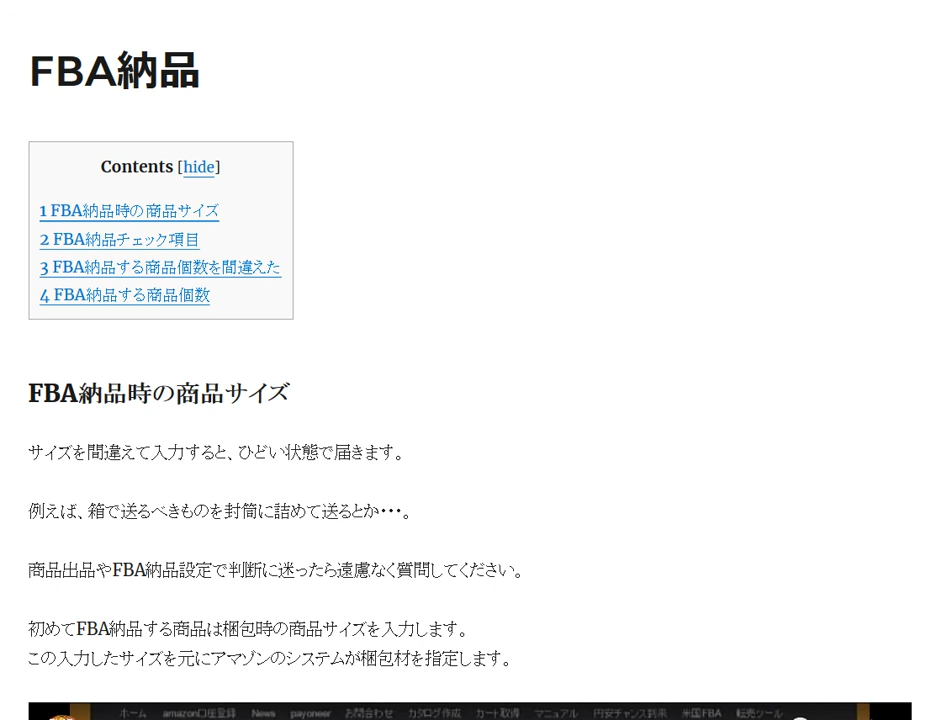 FBA納品
Contents [hide]
1 FBA納品時の商品サイズ
2 FBA納品チェック項目
3 FBA納品する商品個数を間違えた
4 FBA納品する商品個数
FBA納品時の商品サイズ
サイズを間違えて入力すると、ひどい状態で届きます。
例えば、箱で送るべきものを封筒に詰めて送るとか・・・。
商品出品やFBA納品設定で判断に迷ったら遠慮なく質問してください。
初めてFBA納品する商品は梱包時の商品サイズを入力します。
この入力したサイズを元にアマゾンのシステムが梱包材を指定します。
ホーム amazon口座登録 News payoneer お問合わせ カタログ作成 カート取得 マニュアル 円安チャンス到来 米国FBA 転売ツール